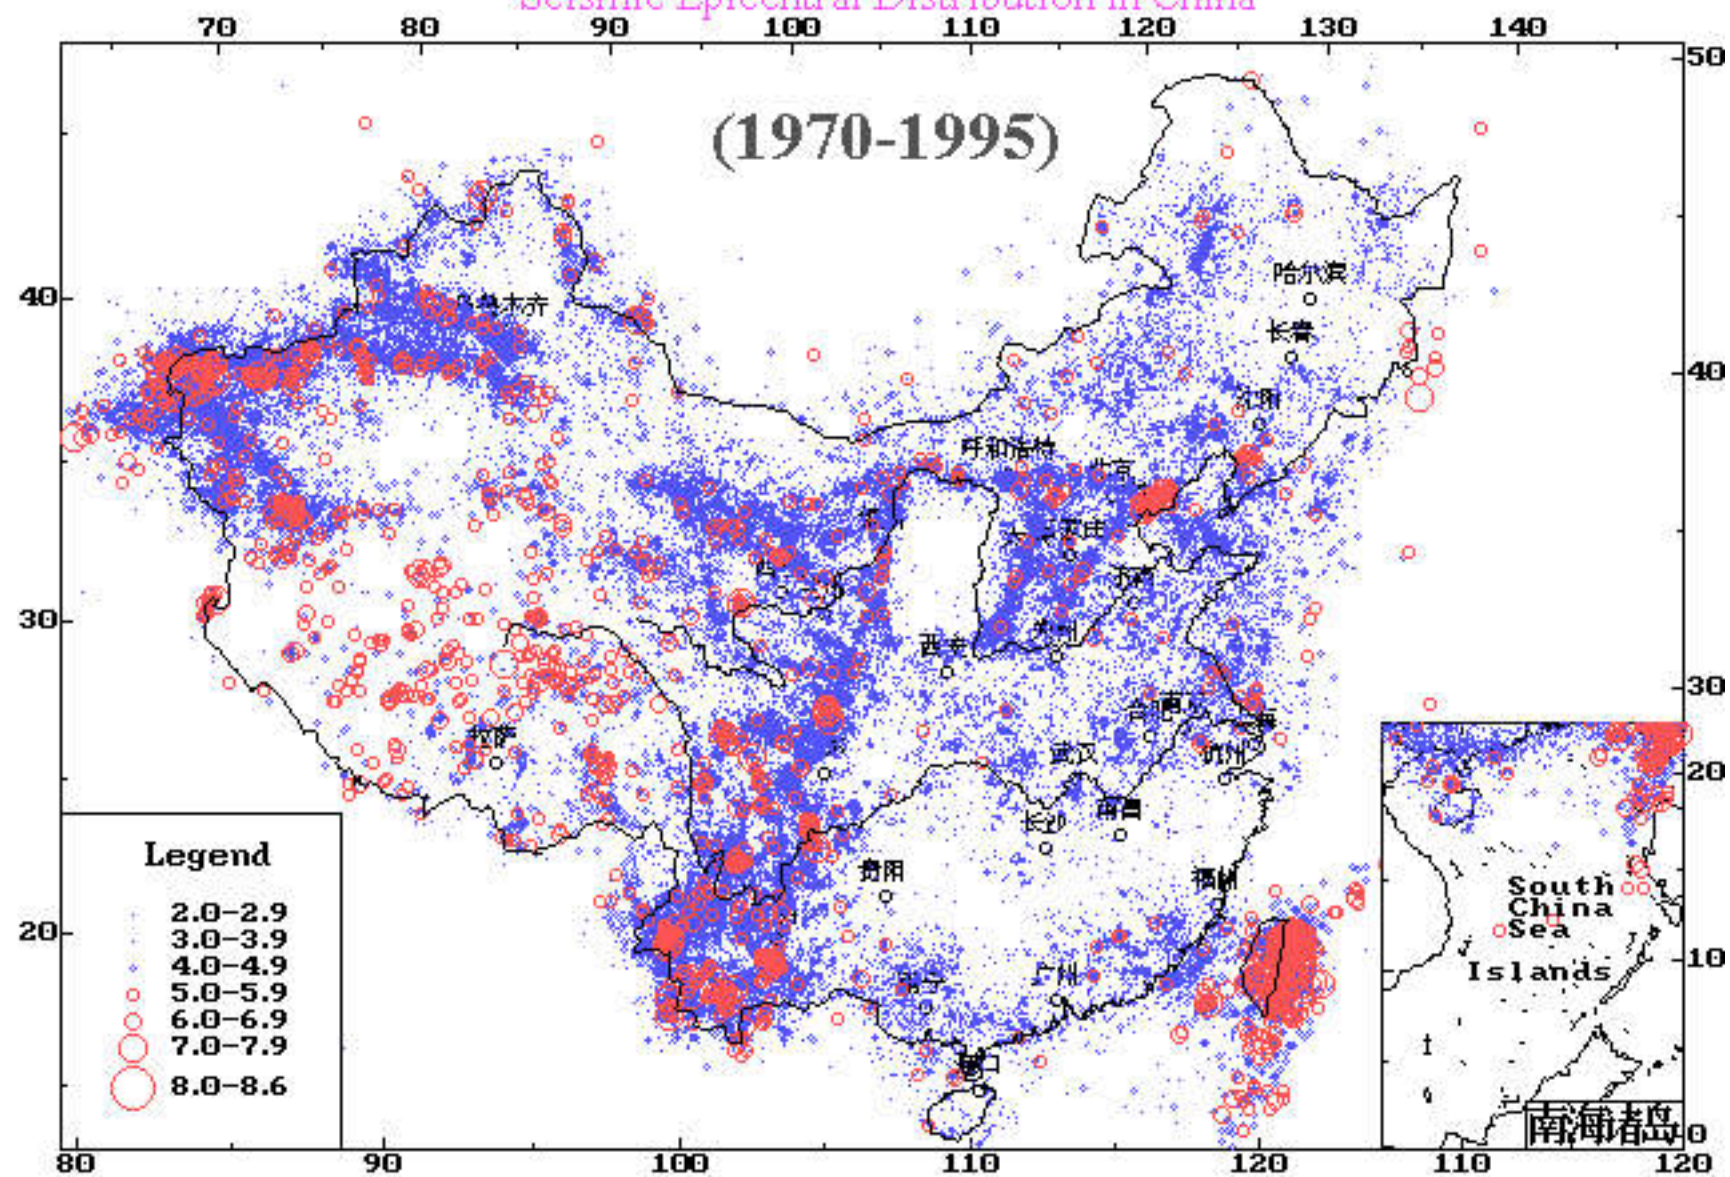 Seismic Epicentral Distribution in China
70 80 90 100 110 120 130 140
50
(1970-1995)
哈尔滨
40
长春
40
沈阳
呼和浩特
北京
30
郑州
西安
30
合肥
武汉
杭州
拉萨
20
南昌
长沙
Legend
贵阳
福州
2.0-2.9
South
3.0-3.9
China
20
Sea
4.0-4.9
10
5.0-5.9
Islands
广州
6.0-6.9
7.0-7.9
8.0-8.6
南海诸岛
0
80 90 100 110 120 110 120